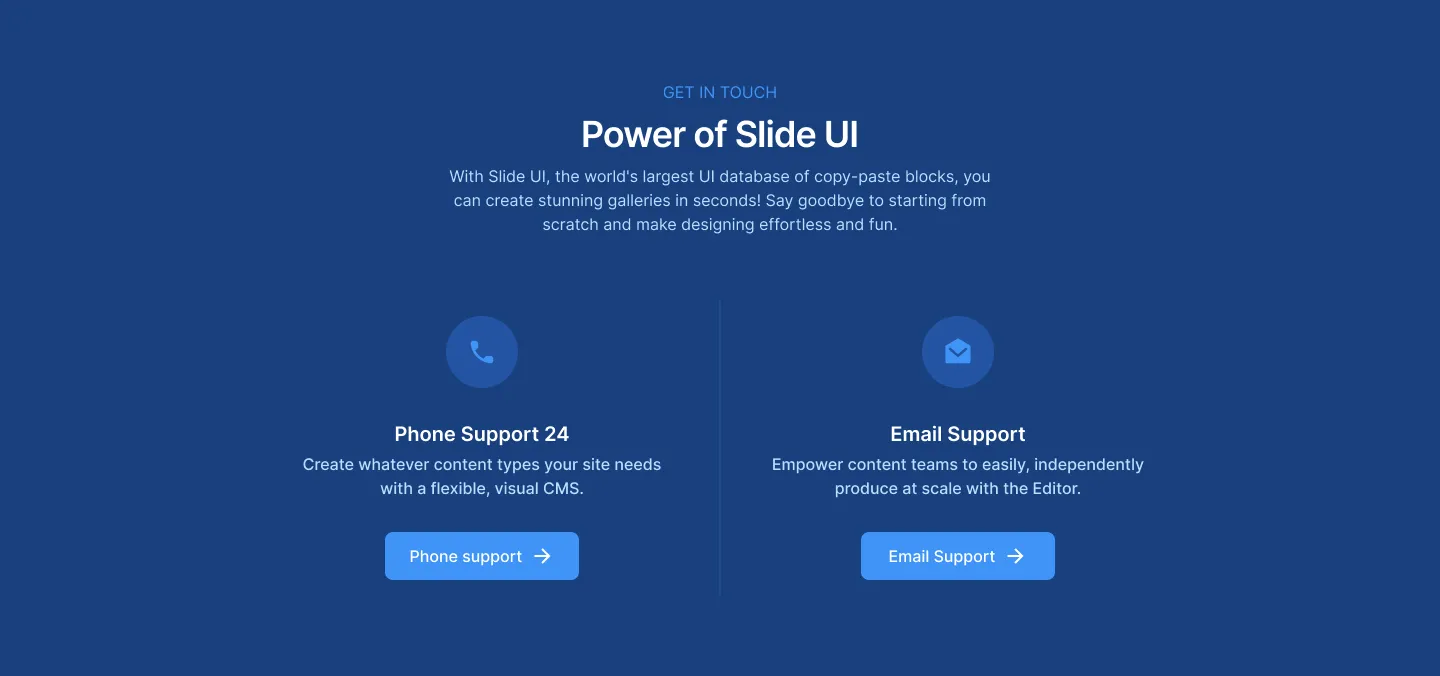 GET IN TOUCH
Power of Slide UI
With Slide UI, the world's largest UI database of copy-paste blocks, you
can create stunning galleries in seconds! Say goodbye to starting from
scratch and make designing effortless and fun.
Phone Support 24
Create whatever content types your site needs
with a flexible, visual CMS.
Phone support
Email Support
Empower content teams to easily, independently
produce at scale with the Editor.
Email Support